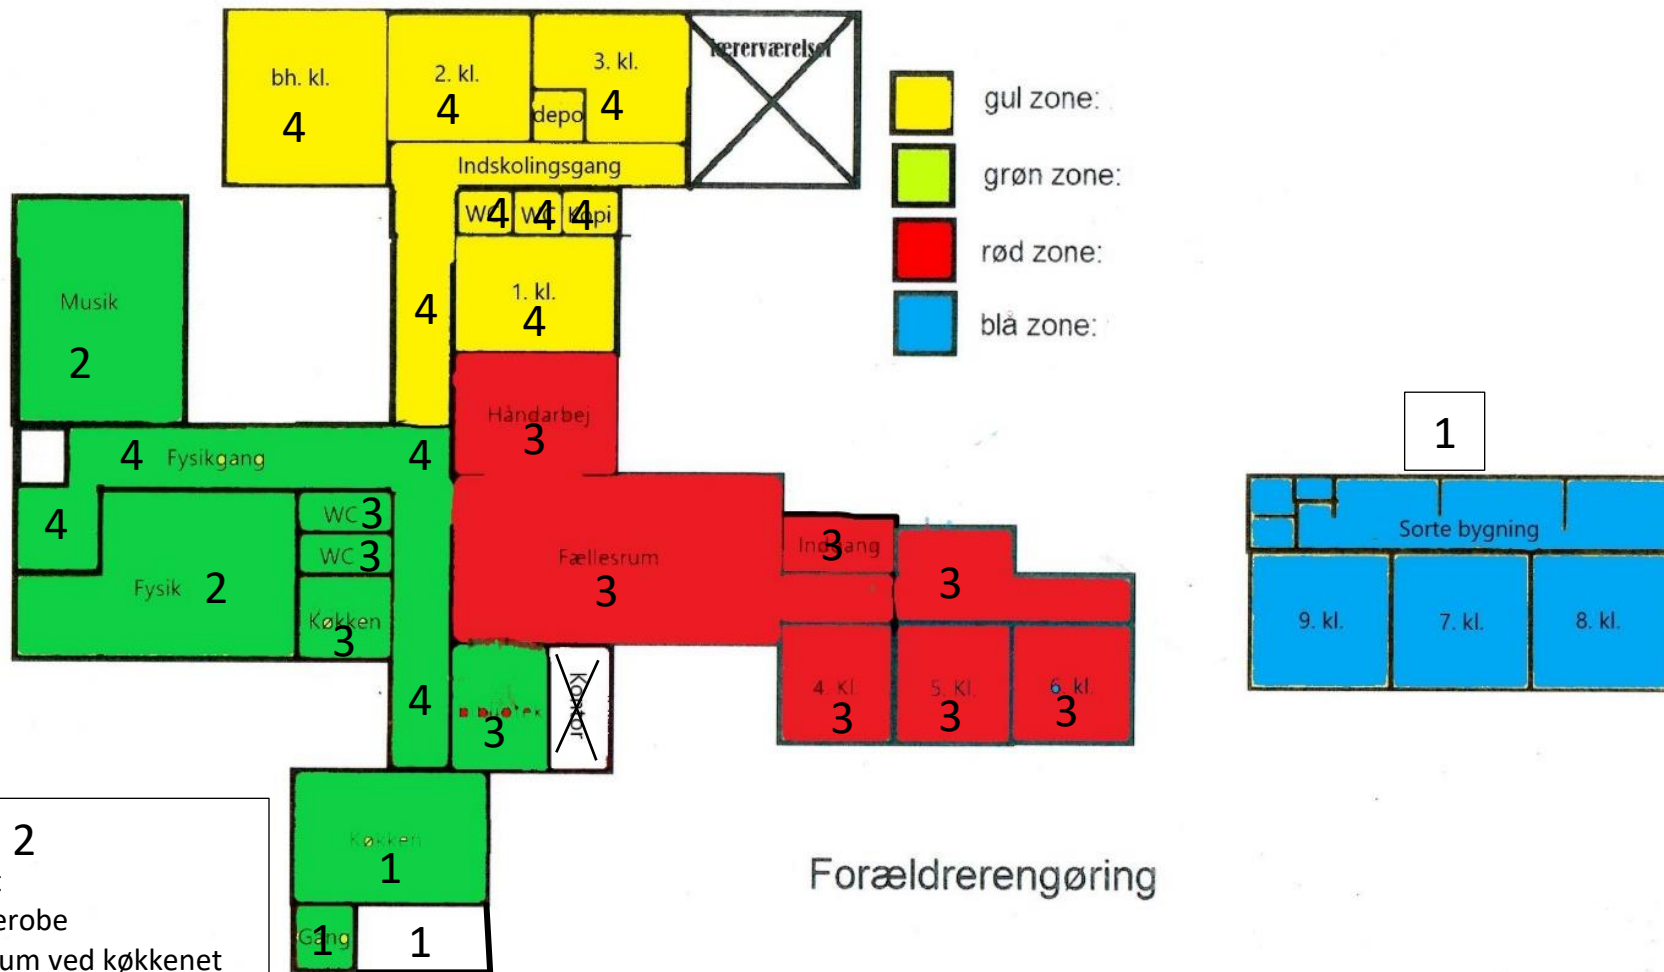 lærerværelset
bh. kl.
4
2. kl.
4
3. kl.
4
depo
Indskolingsgang
WC
4
WC
4
Kopi
4
4
1. kl.
4
gul zone:
grøn zone:
rød zone:
blå zone:
Musik
2
Håndarbej
3
4
Fysikgang
4
4
WC
3
WC
3
Fysik
2
Køkken
3
Fællesrum
3
Indgang
3
3
4. Kl
3
5. Kl.
3
6. kl.
3
4
3
Kontor
1
Sorte bygning
9. kl.
7. kl.
8. kl.
Køkken
1
Gang
1
1
2
erobe
um ved køkkenet
Forældrerengøring